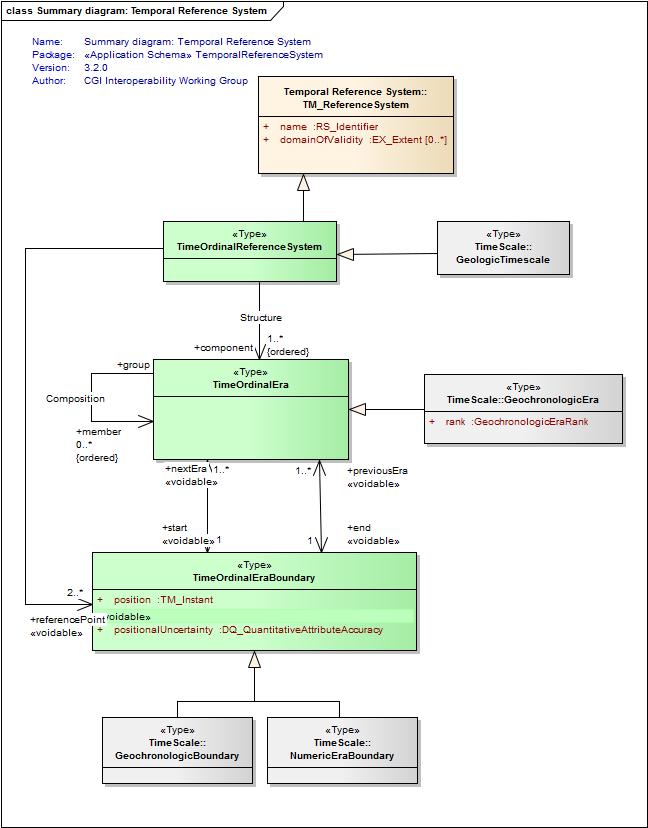 class Summary diagram: Temporal Reference System
Name: Summary diagram: Temporal Reference System
Package: «Application Schema» TemporalReferenceSystem
Version: 3.2.0
Author: CGI Interoperability Working Group
Temporal Reference System::
TM_ReferenceSystem
+ name :RS_Identifier
+ domainOfValidity :EX_Extent [0..*]
«Type»
TimeOrdinalReferenceSystem
«Type»
TimeScale::
GeologicTimescale
Structure
+component
1..*
{ordered}
+group
Composition
+member
0..*
{ordered}
«Type»
TimeOrdinalEra
«Type»
TimeScale::GeochronologicEra
+ rank :GeochronologicEraRank
+nextEra 1..*
«voidable»
1..* +previousEra
«voidable»
+start
«voidable» 1
+end
1 «voidable»
«Type»
TimeOrdinalEraBoundary
+ position :TM_Instant
voidable»
+ positionalUncertainty :DQ_QuantitativeAttributeAccuracy
2..*
+referencePoint
«voidable»
«Type»
TimeScale::
GeochronologicBoundary
«Type»
TimeScale::
NumericEraBoundary